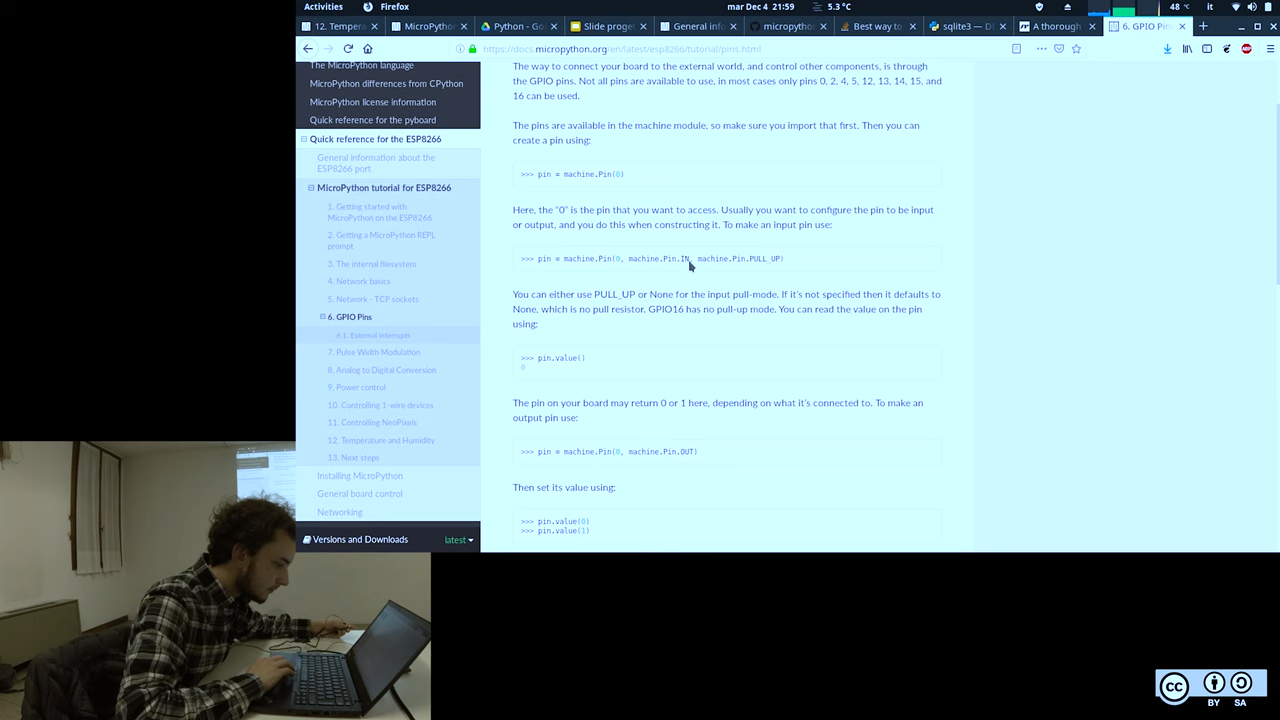 Activities Firefox mar dec 4 21:59 5.3 °C 48 °C it
12. Tempera MicroPython Python - Go Slide proget General info micropytho Best way to sqlite3 — D A thorough 6. GPIO Pins
https://docs.micropython.org/en/latest/esp8266/tutorial/pins.html
The MicroPython language
MicroPython differences from CPython
MicroPython license information
Quick reference for the pyboard
Quick reference for the ESP8266
General information about the
ESP8266 port
MicroPython tutorial for ESP8266
1. Getting started with
MicroPython on the ESP8266
2. Getting a MicroPython REPL
prompt
3. The internal filesystem
4. Network basics
5. Network - TCP sockets
6. GPIO Pins
6.1. External interrupts
7. Pulse Width Modulation
8. Analog to Digital Conversion
9. Power control
10. Controlling 1-wire devices
11. Controlling NeoPixels
12. Temperature and Humidity
13. Next steps
Installing MicroPython
General board control
Networking
Versions and Downloads latest
The way to connect your board to the external world, and control other components, is through
the GPIO pins. Not all pins are available to use, in most cases only pins 0, 2, 4, 5, 12, 13, 14, 15, and
16 can be used.
The pins are available in the machine module, so make sure you import that first. Then you can
create a pin using:
>>> pin = machine.Pin(0)
Here, the “0” is the pin that you want to access. Usually you want to configure the pin to be input
or output, and you do this when constructing it. To make an input pin use:
>>> pin = machine.Pin(0, machine.Pin.IN, machine.Pin.PULL_UP)
You can either use PULL_UP or None for the input pull-mode. If it’s not specified then it defaults to
None, which is no pull resistor. GPIO16 has no pull-up mode. You can read the value on the pin
using:
>>> pin.value()
0
The pin on your board may return 0 or 1 here, depending on what it’s connected to. To make an
output pin use:
>>> pin = machine.Pin(0, machine.Pin.OUT)
Then set its value using:
>>> pin.value(0)
>>> pin.value(1)
cc
BY SA